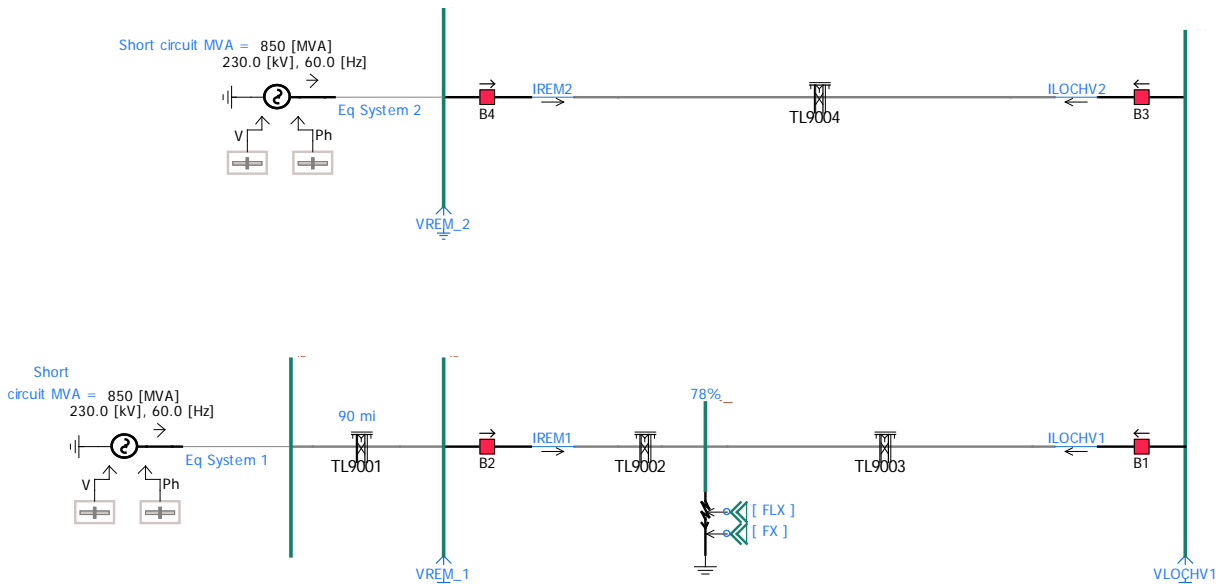 Short circuit MVA = 850 [MVA]
230.0 [kV], 60.0 [Hz]
Eq System 2
V
Ph
B4
IREM2
TL9004
ILOCHV2
B3
VREM_2
Short
circuit MVA = 850 [MVA]
230.0 [kV], 60.0 [Hz]
Eq System 1
V
Ph
90 mi
TL9001
B2
IREM1
TL9002
78%
TL9003
ILOCHV1
B1
[ FLX ]
[ FX ]
VREM_1
VLOCHV1